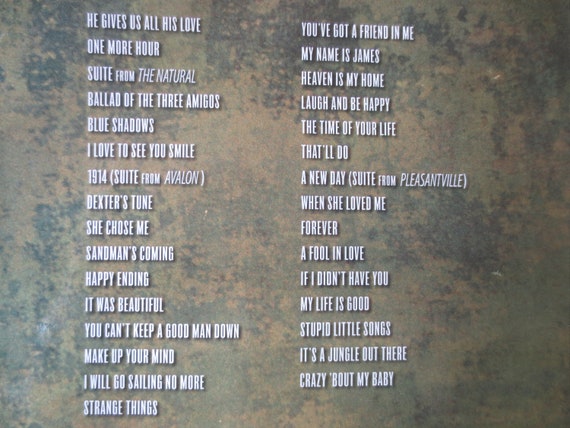 HE GIVES US ALL HIS LOVE
ONE MORE HOUR
SUITE FROM THE NATURAL
BALLAD OF THE THREE AMIGOS
BLUE SHADOWS
I LOVE TO SEE YOU SMILE
1914 (SUITE FROM AVALON)
DEXTER'S TUNE
SHE CHOSE ME
SANDMAN'S COMING
HAPPY ENDING
IT WAS BEAUTIFUL
YOU CAN'T KEEP A GOOD MAN DOWN
MAKE UP YOUR MIND
I WILL GO SAILING NO MORE
STRANGE THINGS
YOU'VE GOT A FRIEND IN ME
MY NAME IS JAMES
HEAVEN IS MY HOME
LAUGH AND BE HAPPY
THE TIME OF YOUR LIFE
THAT'LL DO
A NEW DAY (SUITE FROM PLEASANTVILLE)
WHEN SHE LOVED ME
FOREVER
A FOOL IN LOVE
IF I DIDN'T HAVE YOU
MY LIFE IS GOOD
STUPID LITTLE SONGS
IT'S A JUNGLE OUT THERE
CRAZY 'BOUT MY BABY